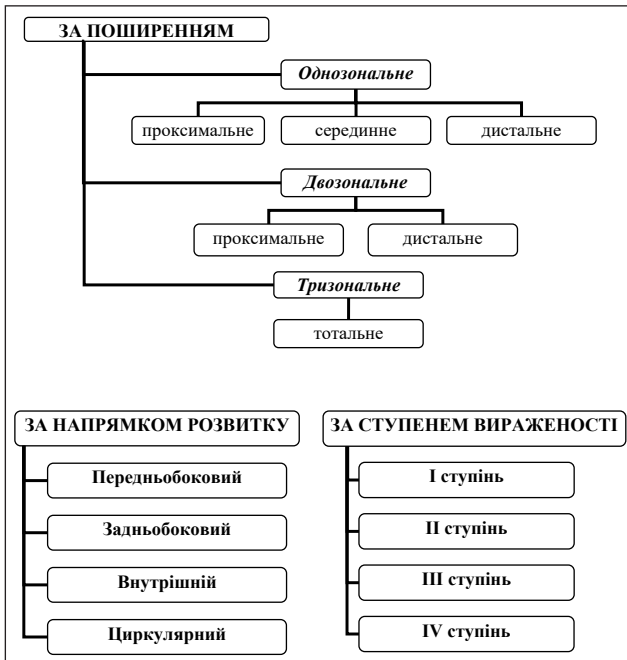 ЗА ПОШИРЕННЯМ
Однозональне
проксимальне серединне дистальне
Двозональне
проксимальне дистальне
Тризональне
тотальне
ЗА НАПРЯМКОМ РОЗВИТКУ
Передньобоковий
Задньобоковий
Внутрішній
Циркулярний
ЗА СТУПЕНЕМ ВИРАЖЕНОСТІ
I ступінь
II ступінь
III ступінь
IV ступінь